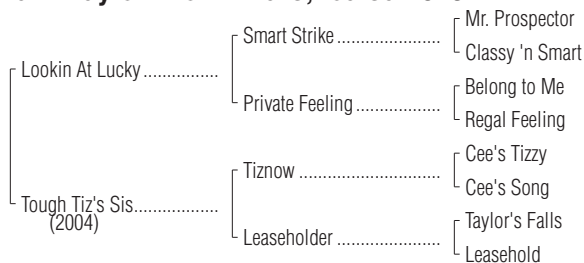 Smart Strike ................... Mr. Prospector
Classy 'n Smart
Lookin At Lucky ...............
Private Feeling ................... Belong to Me
Regal Feeling
Tiznow ......................... Cee's Tizzy
Cee's Song
Tough Tiz's Sis.................
(2004)
Leaseholder .................... Taylor's Falls
Leasehold